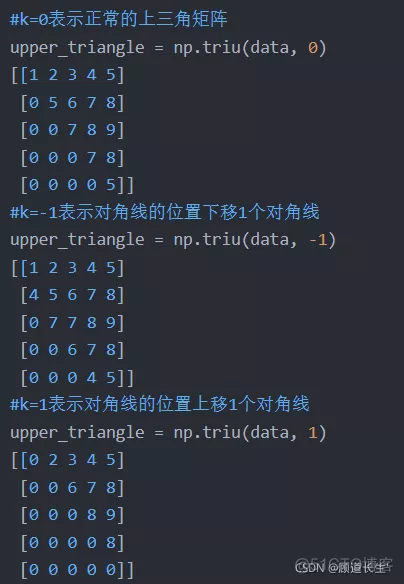 #k=0表示正常的上三角矩阵
upper_triangle = np.triu(data, 0)
[[1 2 3 4 5]
 [0 5 6 7 8]
 [0 0 7 8 9]
 [0 0 0 7 8]
 [0 0 0 0 5]]
#k=-1表示对角线的位置下移1个对角线
upper_triangle = np.triu(data, -1)
[[1 2 3 4 5]
 [4 5 6 7 8]
 [0 7 7 8 9]
 [0 0 6 7 8]
 [0 0 0 4 5]]
#k=1表示对角线的位置上移1个对角线
upper_triangle = np.triu(data, 1)
[[0 2 3 4 5]
 [0 0 6 7 8]
 [0 0 0 8 9]
 [0 0 0 0 8]
 [0 0 0 0 0]]
@51CTO博客
CSDN @顾道长生'